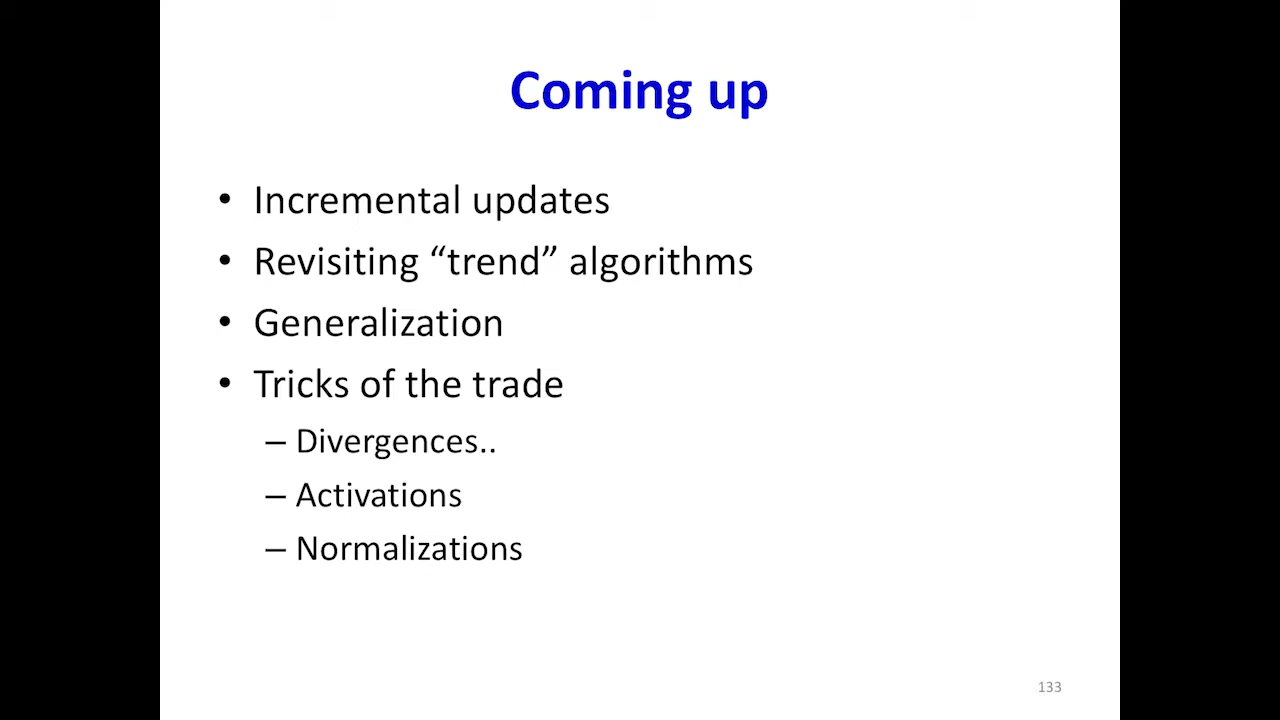 Coming up
• Incremental updates
• Revisiting “trend” algorithms
• Generalization
• Tricks of the trade
– Divergences..
– Activations
– Normalizations
133